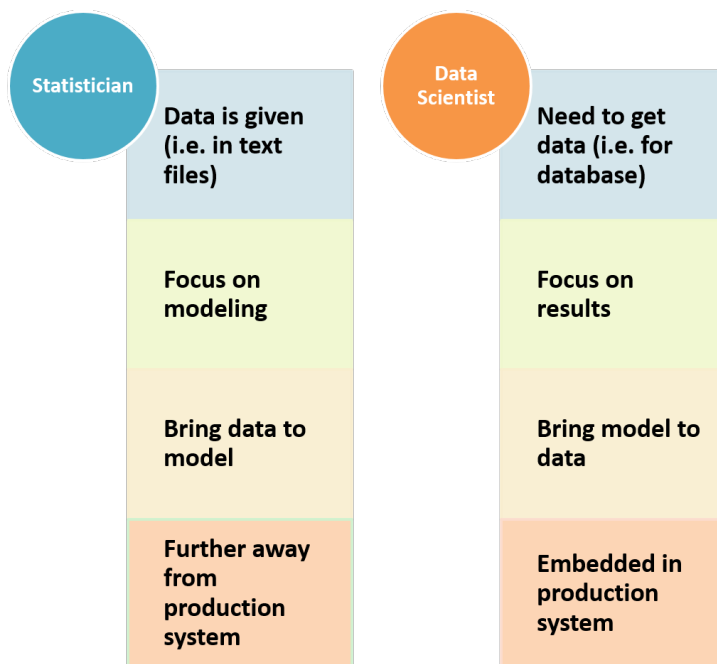 Statistician
Data is given
(i.e. in text
files)
Focus on
modeling
Bring data to
model
Further away
from
production
system
Data
Scientist
Need to get
data (i.e. for
database)
Focus on
results
Bring model to
data
Embedded in
production
system